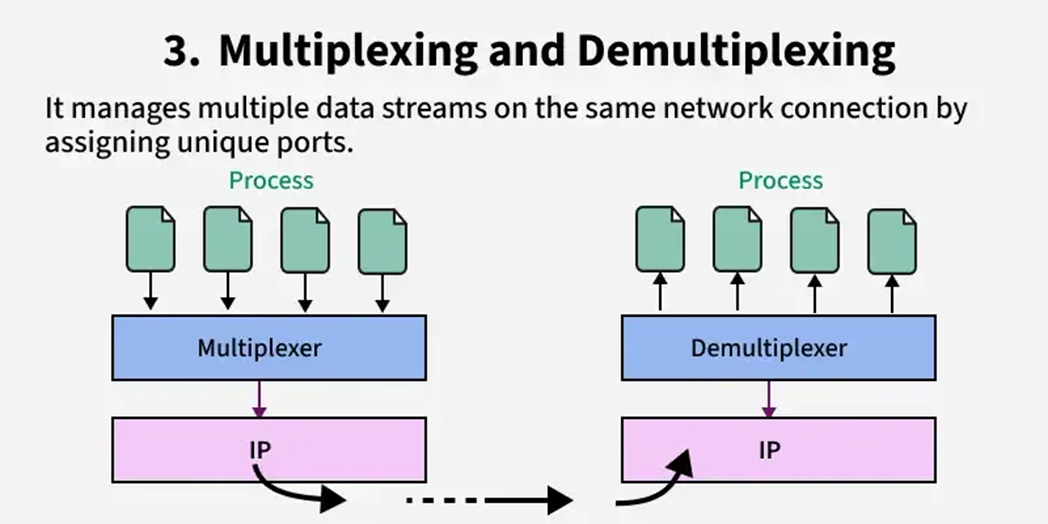 3. Multiplexing and Demultiplexing
It manages multiple data streams on the same network connection by
assigning unique ports.
Process
Process
Multiplexer
Demultiplexer
IP
IP